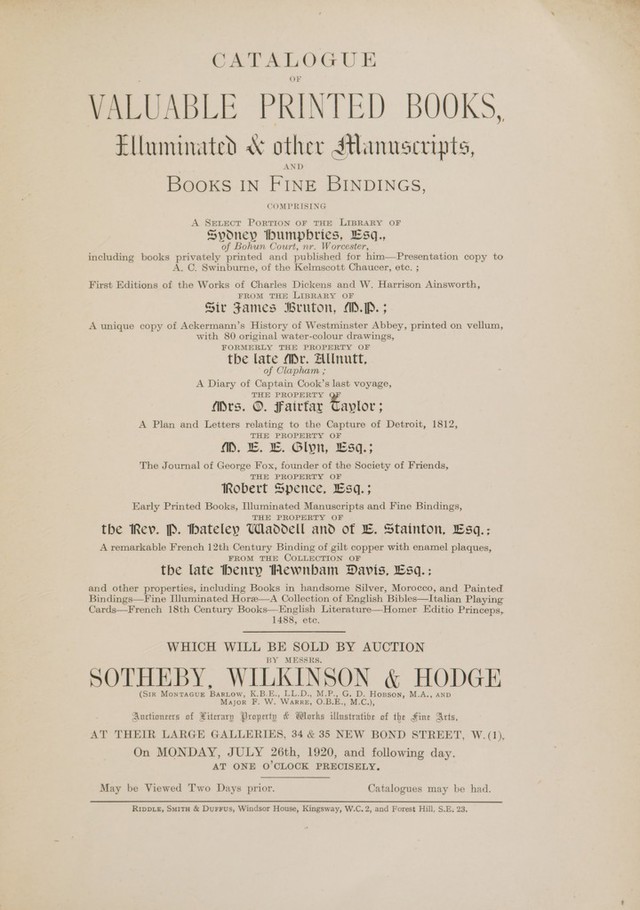 CATALOGUE
OF
VALUABLE PRINTED BOOKS,
Illuminated & other Manuscripts,
AND
BOOKS IN FINE BINDINGS,
COMPRISING
A SELECT PORTION OF THE LIBRARY OF
Sydney Humphries, Esq.,
of Bohun Court, nr. Worcester,
including books privately printed and published for him—Presentation copy to
A. C. Swinburne, of the Kelmscott Chaucer, etc. ;
First Editions of the Works of Charles Dickens and W. Harrison Ainsworth,
FROM THE LIBRARY OF
Sir James Bruton, M.P. ;
A unique copy of Ackermann's History of Westminster Abbey, printed on vellum,
with 80 original water-colour drawings,
FORMERLY THE PROPERTY OF
the late Mr. Allnutt,
of Clapham ;
A Diary of Captain Cook's last voyage,
THE PROPERTY OF
Mrs. O. Fairfax Taylor ;
A Plan and Letters relating to the Capture of Detroit, 1812,
THE PROPERTY OF
M. E. E. Glyn, Esq. ;
The Journal of George Fox, founder of the Society of Friends,
THE PROPERTY OF
Robert Spence, Esq. ;
Early Printed Books, Illuminated Manuscripts and Fine Bindings,
THE PROPERTY OF
the Rev. P. Hateley Waddell and of E. Stainton, Esq. :
A remarkable French 12th Century Binding of gilt copper with enamel plaques,
FROM THE COLLECTION OF
the late Henry Newnham Davis, Esq. :
and other properties, including Books in handsome Silver, Morocco, and Painted
Bindings—Fine Illuminated Horæ—A Collection of English Bibles—Italian Playing
Cards—French 18th Century Books—English Literature—Homer Editio Princeps,
1488, etc.
WHICH WILL BE SOLD BY AUCTION
BY MESSRS.
SOTHEBY, WILKINSON & HODGE
(SIR MONTAGUE BARLOW, K.B.E., LL.D., M.P., G. D. HOBSON, M.A., AND
MAJOR F. W. WARRE, O.B.E., M.C.),
Auctioneers of Literary Property & Works illustrative of the Fine Arts,
AT THEIR LARGE GALLERIES, 34 & 35 NEW BOND STREET, W.(1),
On MONDAY, JULY 26th, 1920, and following day.
AT ONE O'CLOCK PRECISELY.
May be Viewed Two Days prior. Catalogues may be had.
RIDDLE, SMITH & DUFFUS, Windsor House, Kingsway, W.C. 2, and Forest Hill, S.E. 23.